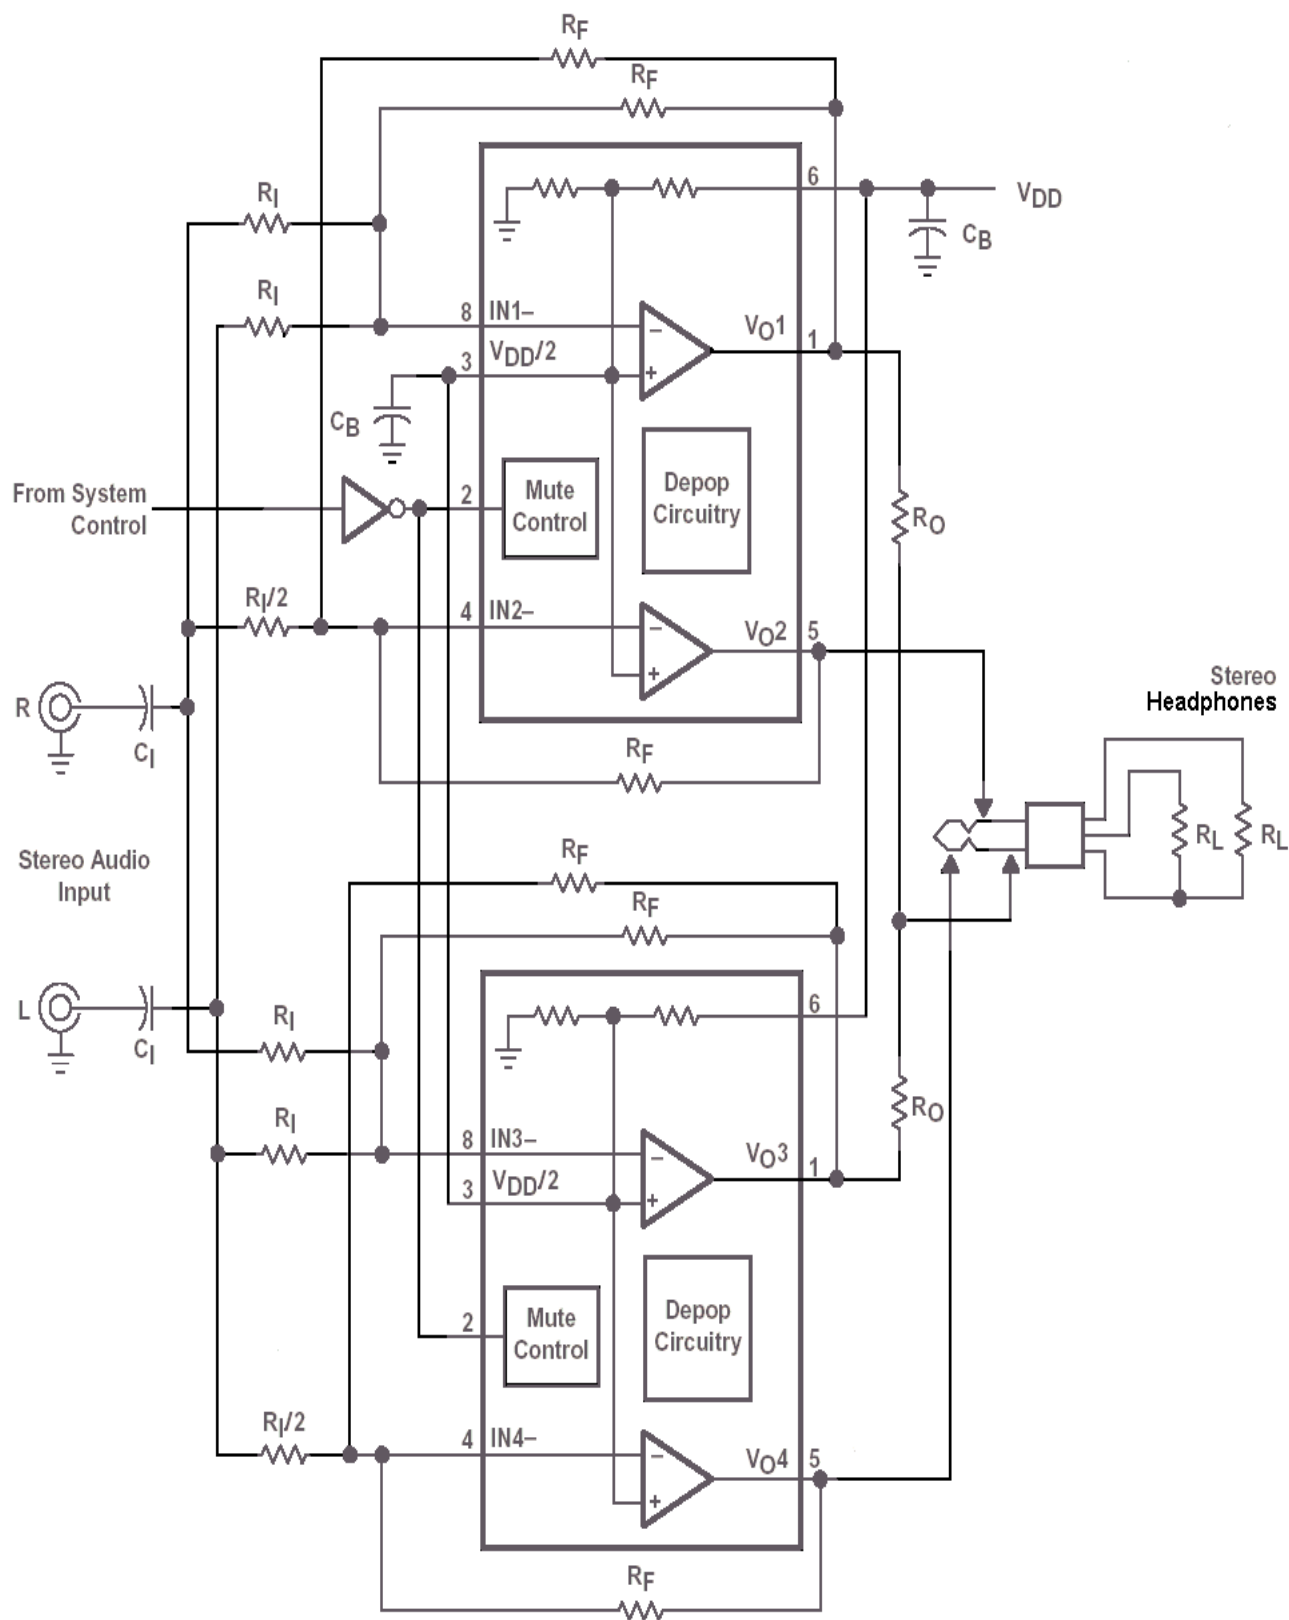 RF
RF
6
RI
VDD
CB
RI
8
IN1–
VO1
1
VDD/2
3
CB
From System
Control
2
Mute
Control
Depop
Circuitry
RO
RI/2
4
IN2–
VO2
5
Stereo
Headphones
R
CI
RF
Stereo Audio
Input
RF
RL
RL
RF
6
L
CI
RI
RO
RI
8
IN3–
VO3
1
VDD/2
3
2
Mute
Control
Depop
Circuitry
RI/2
4
IN4–
VO4
5
RF